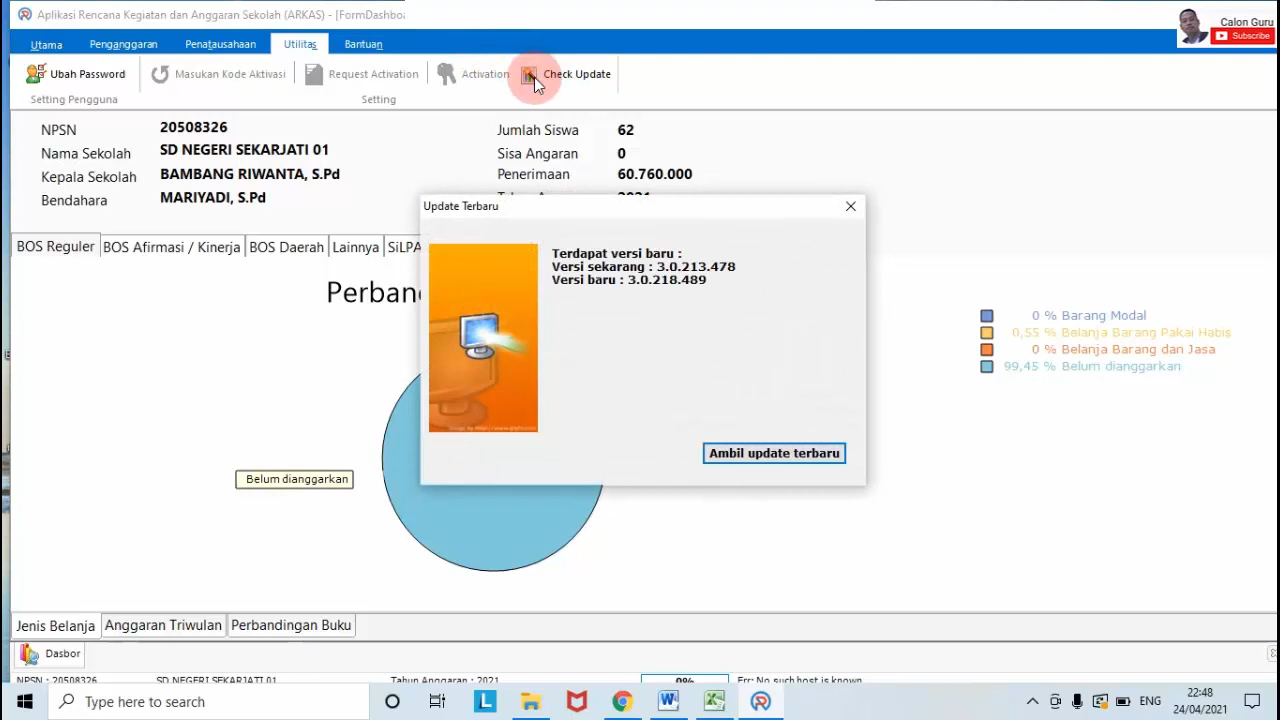 Aplikasi Rencana Kegiatan dan Anggaran Sekolah (ARKAS) - [FormDashboa
Calon Guru
Subscribe
Utama Penganggaran Penatausahaan Utilitas Bantuan
Ubah Password Masukan Kode Aktivasi Request Activation Activation Check Update
Setting Pengguna Setting
NPSN 20508326 Jumlah Siswa 62
Nama Sekolah SD NEGERI SEKARJATI 01 Sisa Angaran 0
Kepala Sekolah BAMBANG RIWANTA, S.Pd Penerimaan 60.760.000
Bendahara MARIYADI, S.Pd
Update Terbaru
BOS Reguler BOS Afirmasi / Kinerja BOS Daerah Lainnya SiLPA
Terdapat versi baru :
Versi sekarang : 3.0.213.478
Versi baru : 3.0.218.489
Perban
0 % Barang Modal
0,55 % Belanja Barang Pakai Habis
0 % Belanja Barang dan Jasa
99,45 % Belum dianggarkan
Ambil update terbaru
Belum dianggarkan
Jenis Belanja Anggaran Triwulan Perbandingan Buku
Dasbor
NPSN : 20508326 SD NEGERI SEKARJATI 01 Tahun Anggaran : 2021 0% Err: No such host is known
Type here to search
ENG
22:48
24/04/2021